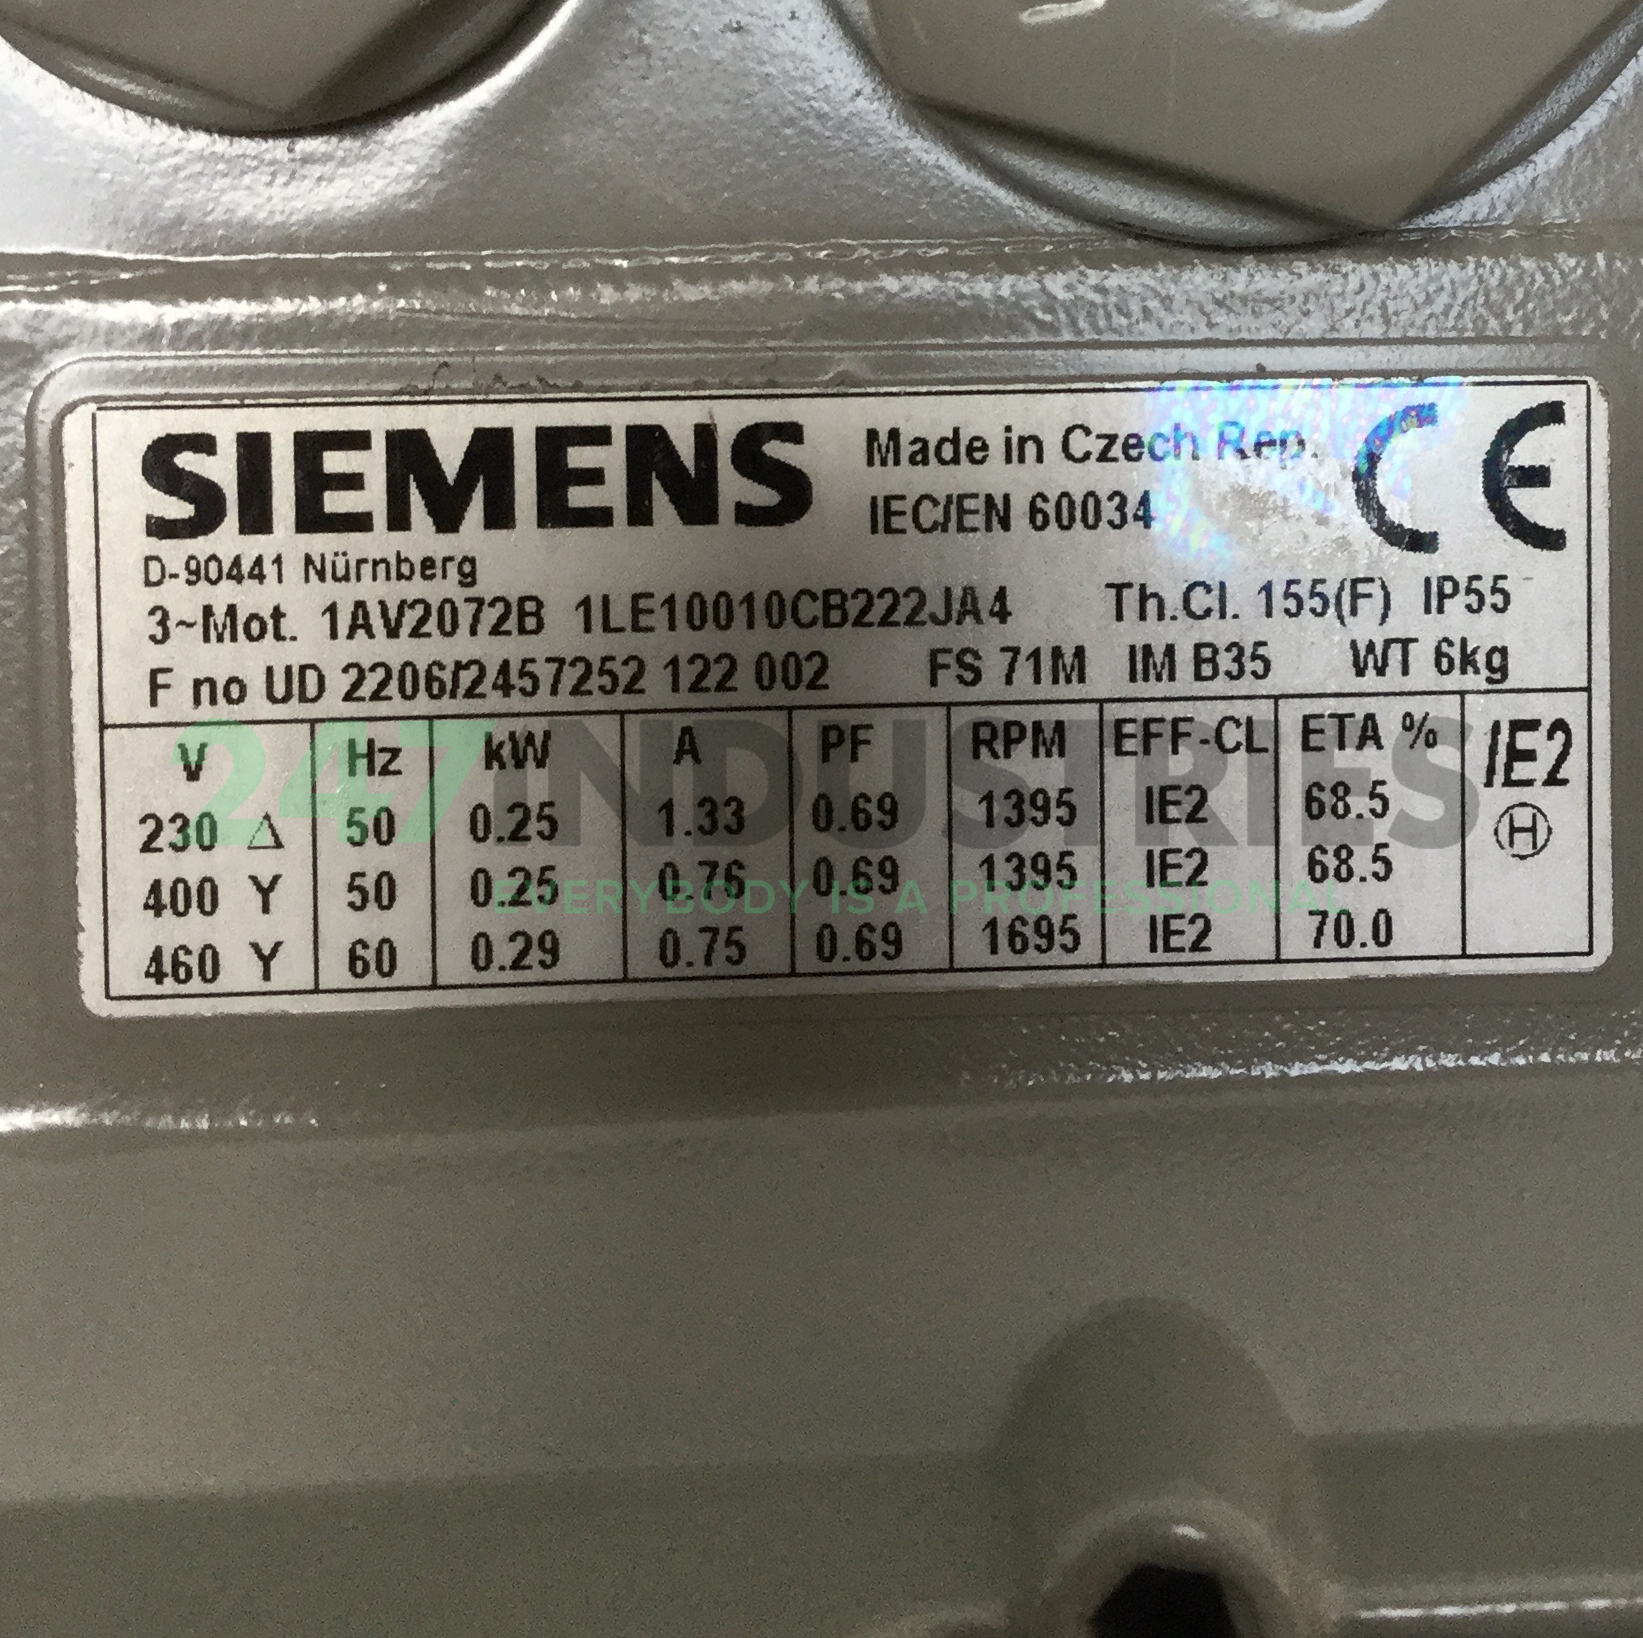 SIEMENS Made in Czech Rep. CE
IEC/EN 60034
D-90441 Nürnberg
3~Mot. 1AV2072B 1LE10010CB222JA4 Th.Cl. 155(F) IP55
F no UD 2206/2457252 122 002 FS 71M IM B35 WT 6kg
V Hz kW A PF RPM EFF-CL ETA % IE2
230 Δ 50 0.25 1.33 0.69 1395 IE2 68.5 H
400 Y 50 0.25 0.76 0.69 1395 IE2 68.5
460 Y 60 0.29 0.75 0.69 1695 IE2 70.0
247INDUSTRIES
EVERYBODY IS A PROFESSIONAL